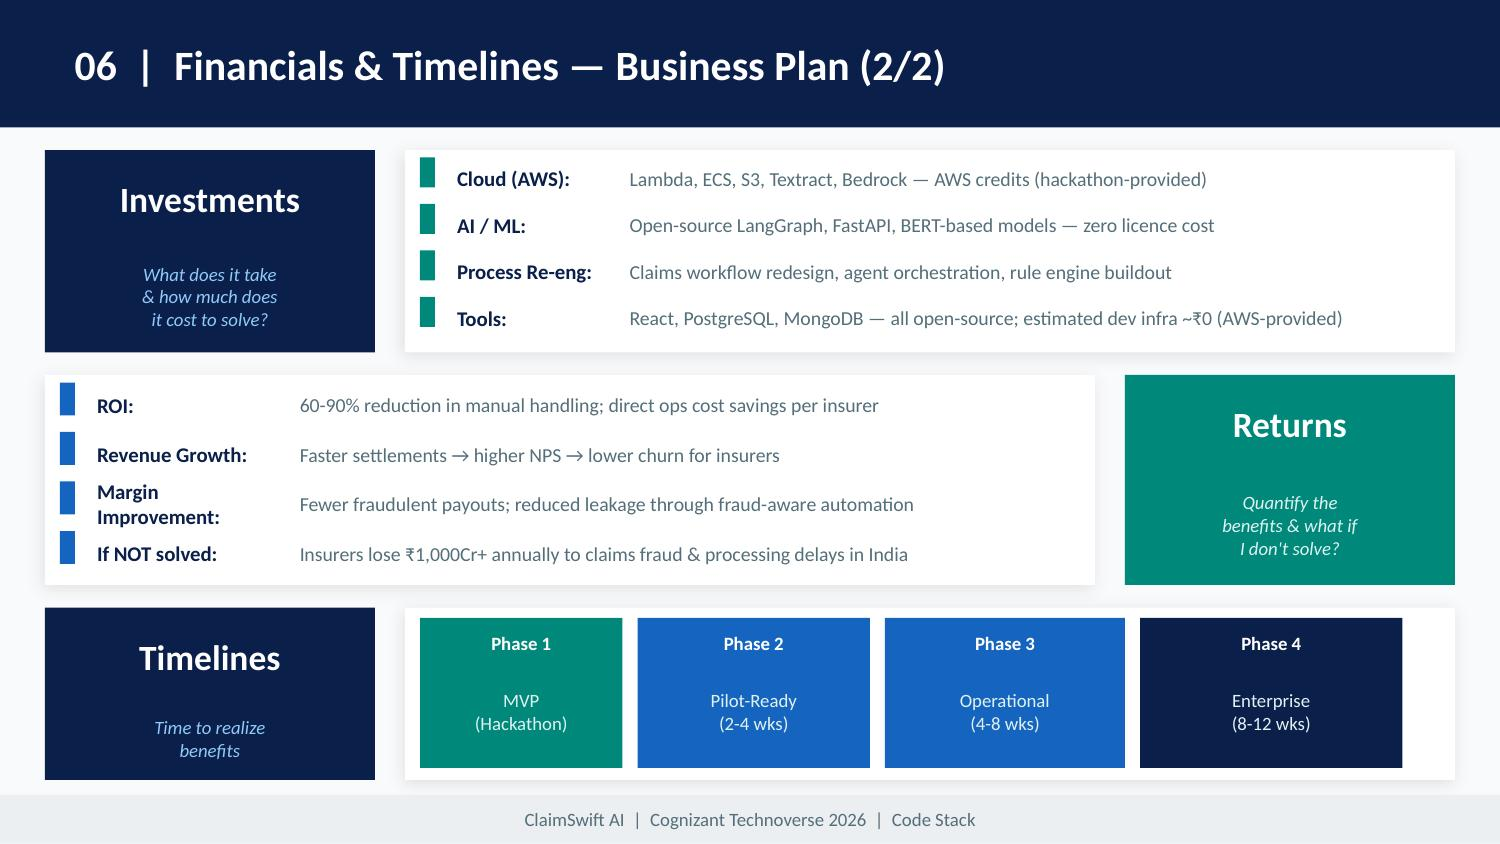 06 | Financials & Timelines — Business Plan (2/2)
Investments
What does it take
& how much does
it cost to solve?
Cloud (AWS): Lambda, ECS, S3, Textract, Bedrock — AWS credits (hackathon-provided)
AI / ML: Open-source LangGraph, FastAPI, BERT-based models — zero licence cost
Process Re-eng: Claims workflow redesign, agent orchestration, rule engine buildout
Tools: React, PostgreSQL, MongoDB — all open-source; estimated dev infra ~₹0 (AWS-provided)
ROI: 60-90% reduction in manual handling; direct ops cost savings per insurer
Revenue Growth: Faster settlements → higher NPS → lower churn for insurers
Margin
Improvement: Fewer fraudulent payouts; reduced leakage through fraud-aware automation
If NOT solved: Insurers lose ₹1,000Cr+ annually to claims fraud & processing delays in India
Returns
Quantify the
benefits & what if
I don't solve?
Timelines
Time to realize
benefits
Phase 1
MVP
(Hackathon)
Phase 2
Pilot-Ready
(2-4 wks)
Phase 3
Operational
(4-8 wks)
Phase 4
Enterprise
(8-12 wks)
ClaimSwift AI | Cognizant Technoverse 2026 | Code Stack